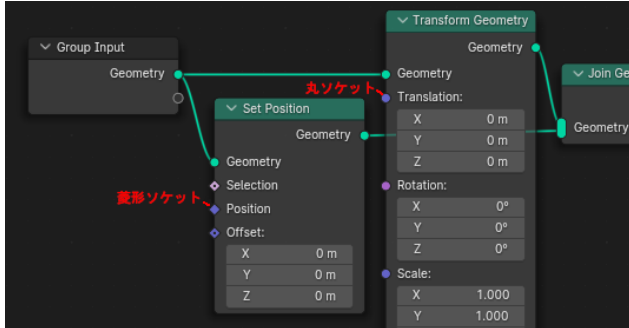 Group Input
Geometry
Set Position
Geometry
Geometry
Selection
Position
Offset:
X 0 m
Y 0 m
Z 0 m
菱形ソケット
丸ソケット
Transform Geometry
Geometry
Geometry
Translation:
X 0 m
Y 0 m
Z 0 m
Rotation:
X 0°
Y 0°
Z 0°
Scale:
X 1.000
Y 1.000
Join Ge
Geometry